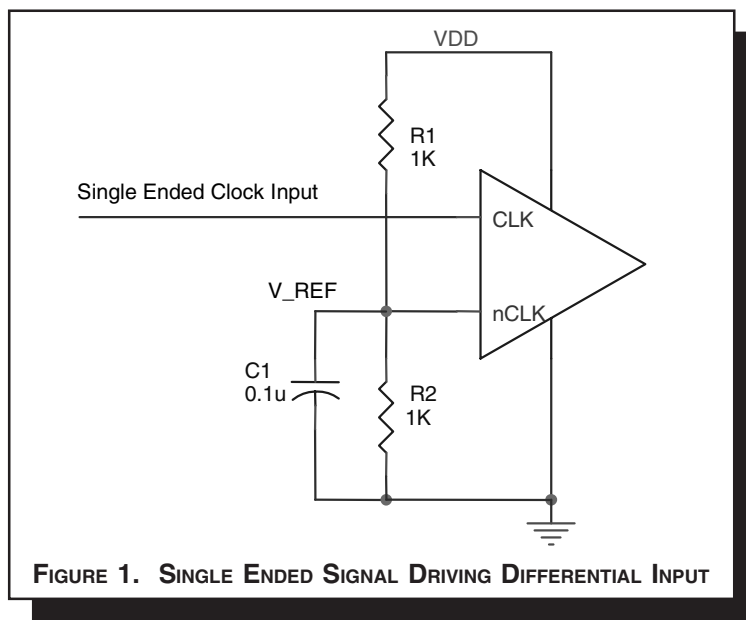 VDD
R1
1K
Single Ended Clock Input
CLK
V_REF
nCLK
C1
0.1u
R2
1K
FIGURE 1. SINGLE ENDED SIGNAL DRIVING DIFFERENTIAL INPUT